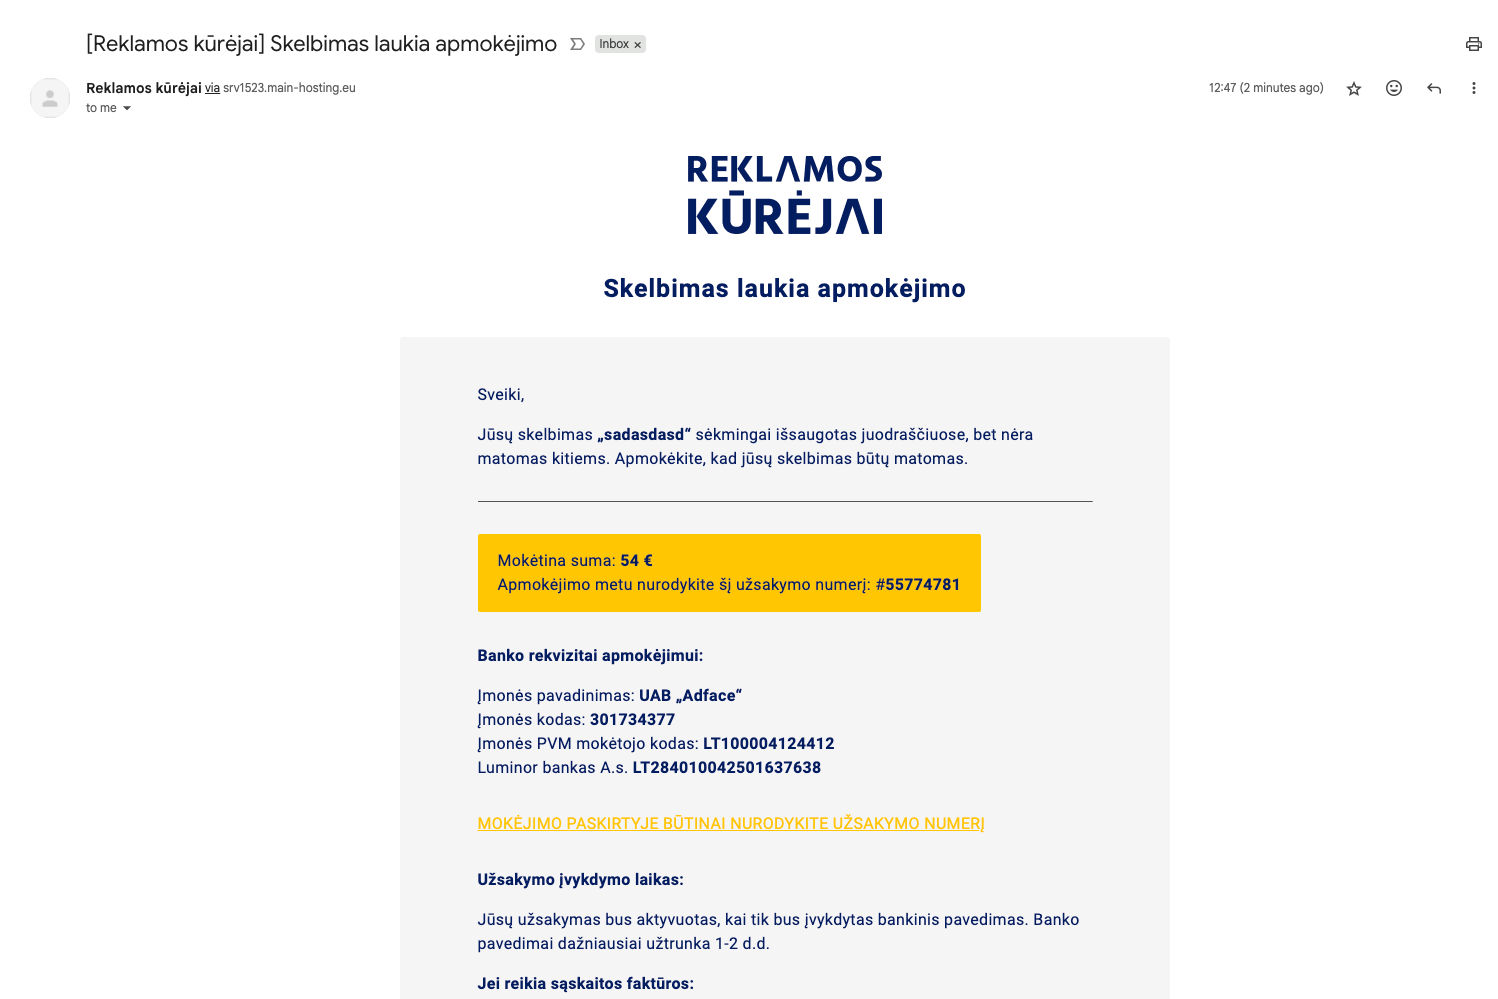 [Reklamos kūrėjai] Skelbimas laukia apmokėjimo Inbox ×
Reklamos kūrėjai via srv1523.main-hosting.eu 12:47 (2 minutes ago)
to me
REKLAMOS
KŪRĖJAI
Skelbimas laukia apmokėjimo
Sveiki,
Jūsų skelbimas „sadasdasd“ sėkmingai išsaugotas juodraščiuose, bet nėra
matomas kitiems. Apmokėkite, kad jūsų skelbimas būtų matomas.
Mokėtina suma: 54 €
Apmokėjimo metu nurodykite šį užsakymo numerį: #55774781
Banko rekvizitai apmokėjimui:
Įmonės pavadinimas: UAB „Adface“
Įmonės kodas: 301734377
Įmonės PVM mokėtojo kodas: LT100004124412
Luminor bankas A.s. LT284010042501637638
MOKĖJIMO PASKIRTYJE BŪTINAI NURODYKITE UŽSAKYMO NUMERĮ
Užsakymo įvykdymo laikas:
Jūsų užsakymas bus aktyvuotas, kai tik bus įvykdytas bankinis pavedimas. Banko
pavedimai dažniausiai užtrunka 1-2 d.d.
Jei reikia sąskaitos faktūros: